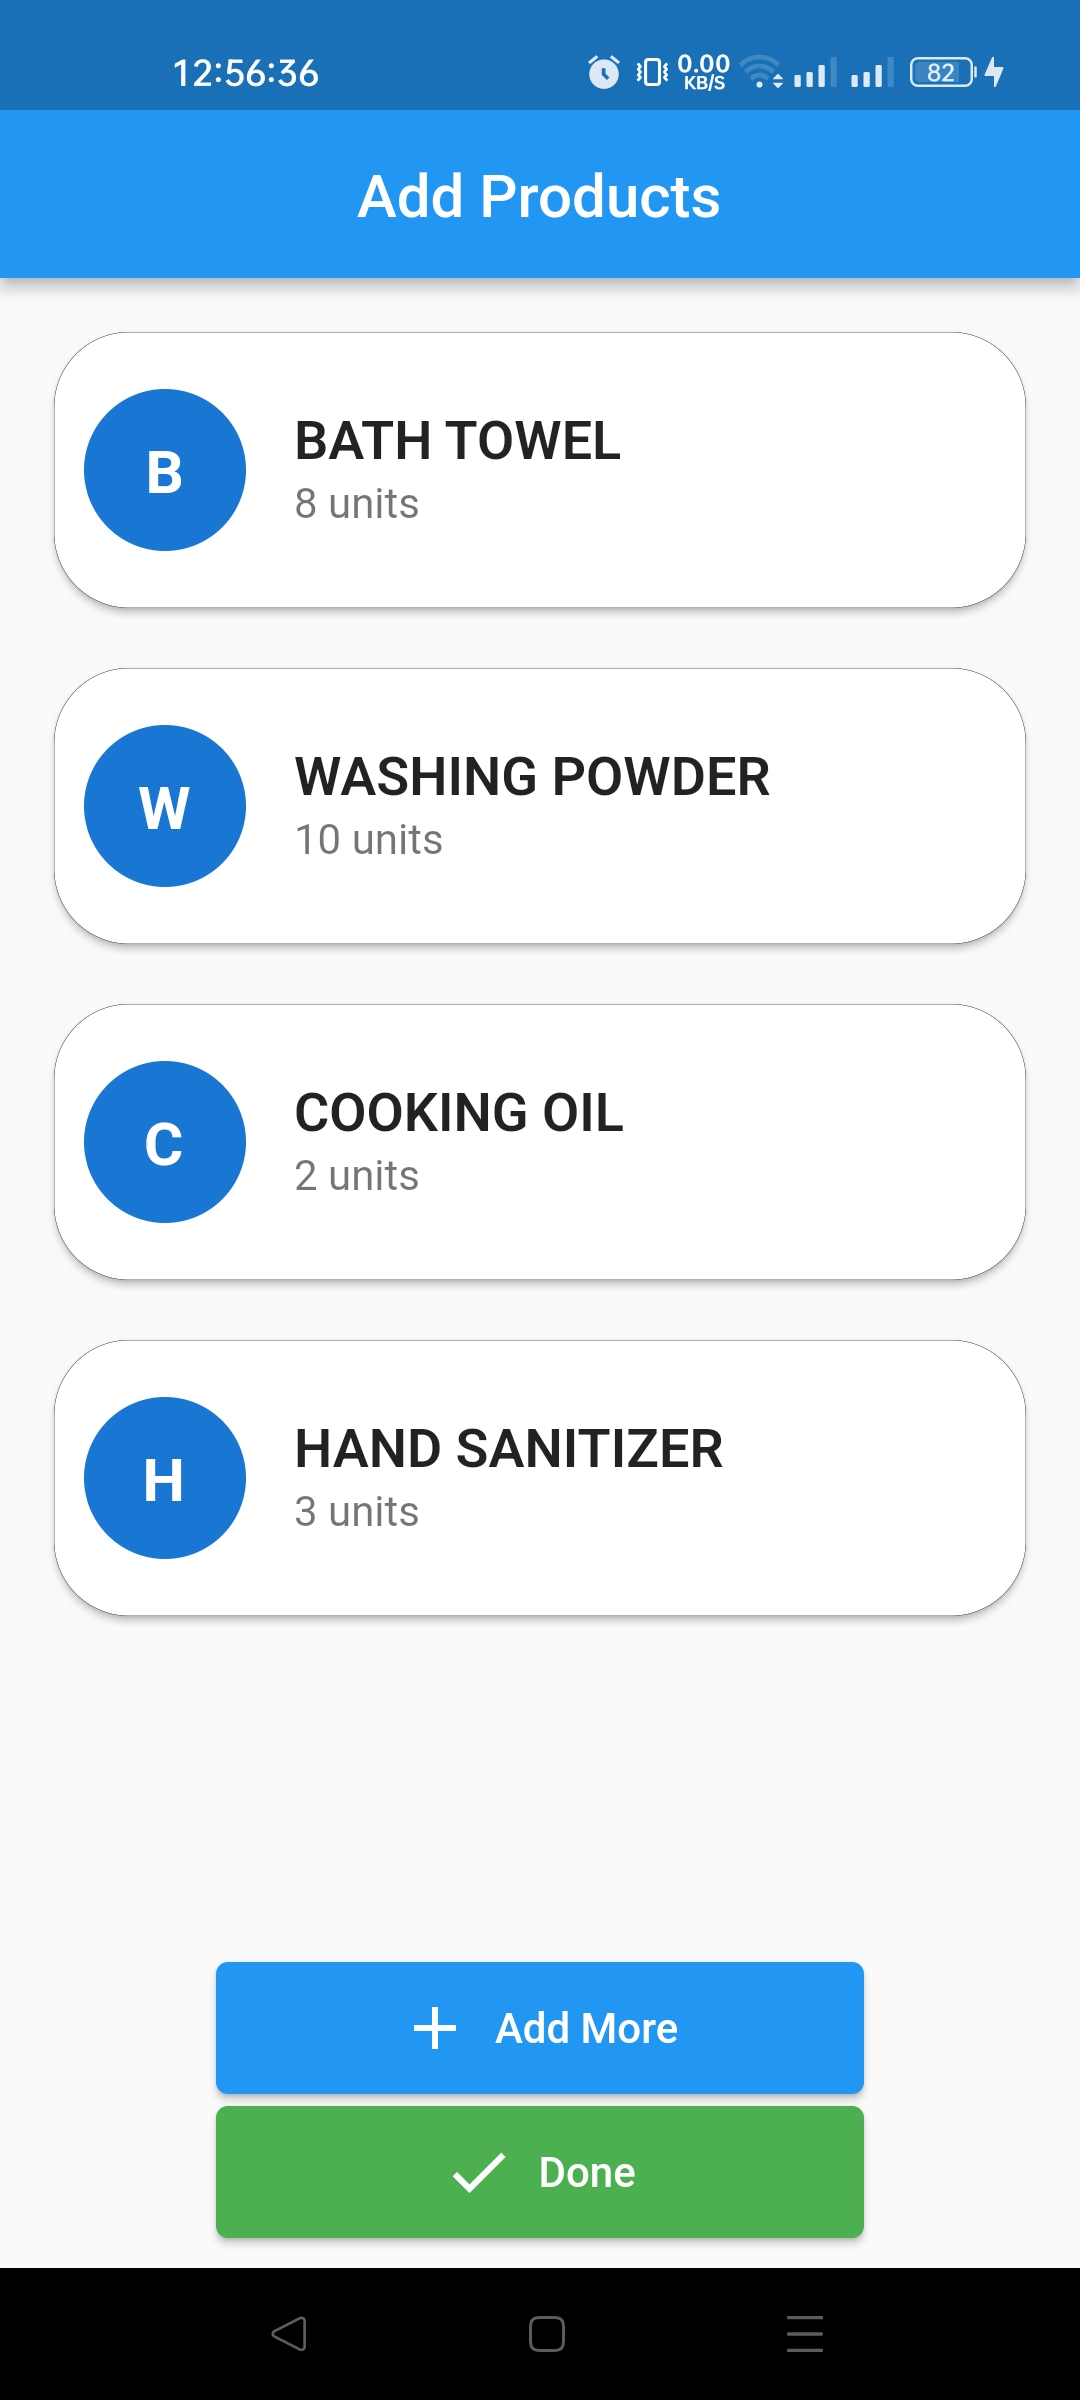 12:56:36 0.00 KB/S 82
Add Products
B
BATH TOWEL
8 units
W
WASHING POWDER
10 units
C
COOKING OIL
2 units
H
HAND SANITIZER
3 units
Add More
Done